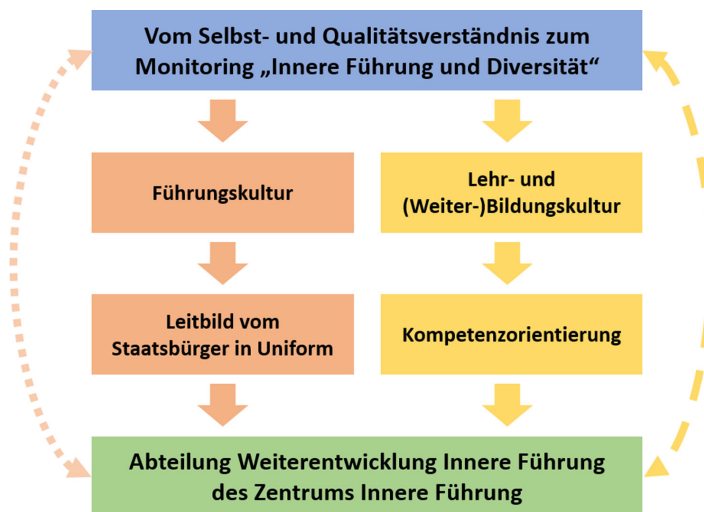 Vom Selbst- und Qualitätsverständnis zum
Monitoring „Innere Führung und Diversität“
Führungskultur
Lehr- und
(Weiter-)Bildungskultur
Leitbild vom
Staatsbürger in Uniform
Kompetenzorientierung
Abteilung Weiterentwicklung Innere Führung
des Zentrums Innere Führung